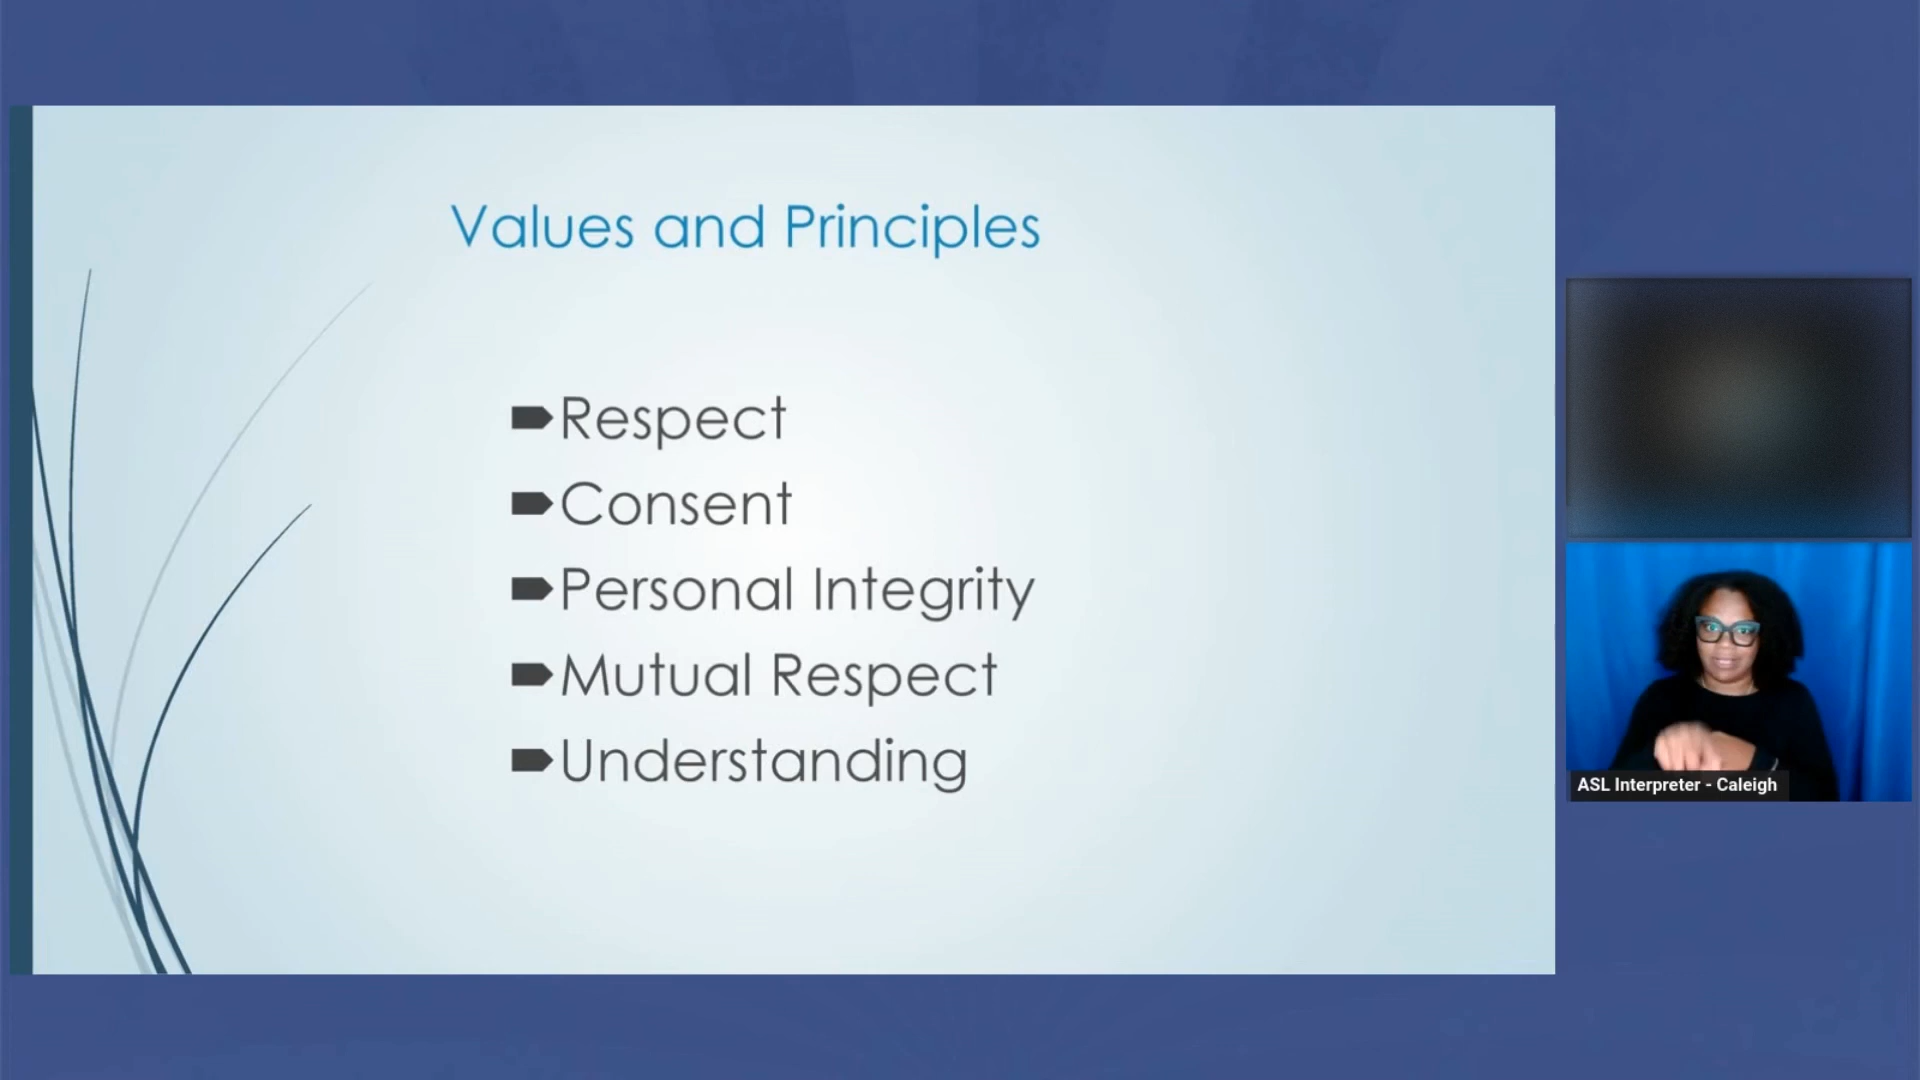 Values and Principles
Respect
Consent
Personal Integrity
Mutual Respect
Understanding
ASL Interpreter - Caleigh